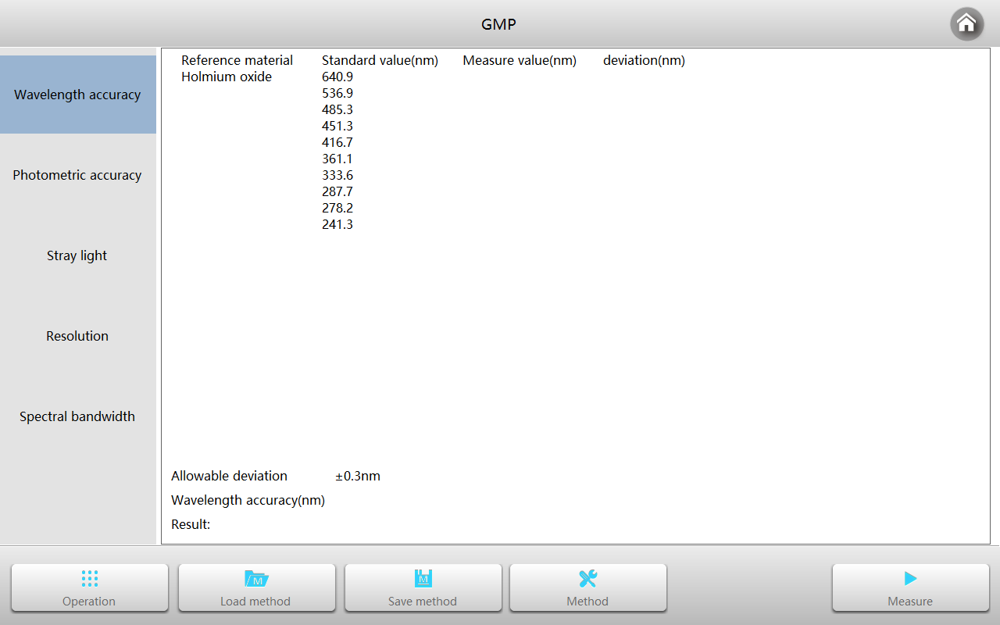 GMP
Wavelength accuracy
Photometric accuracy
Stray light
Resolution
Spectral bandwidth
Reference material Standard value(nm) Measure value(nm) deviation(nm)
Holmium oxide 640.9
536.9
485.3
451.3
416.7
361.1
333.6
287.7
278.2
241.3
Allowable deviation ±0.3nm
Wavelength accuracy(nm)
Result:
M
M
Operation Load method Save method Method Measure